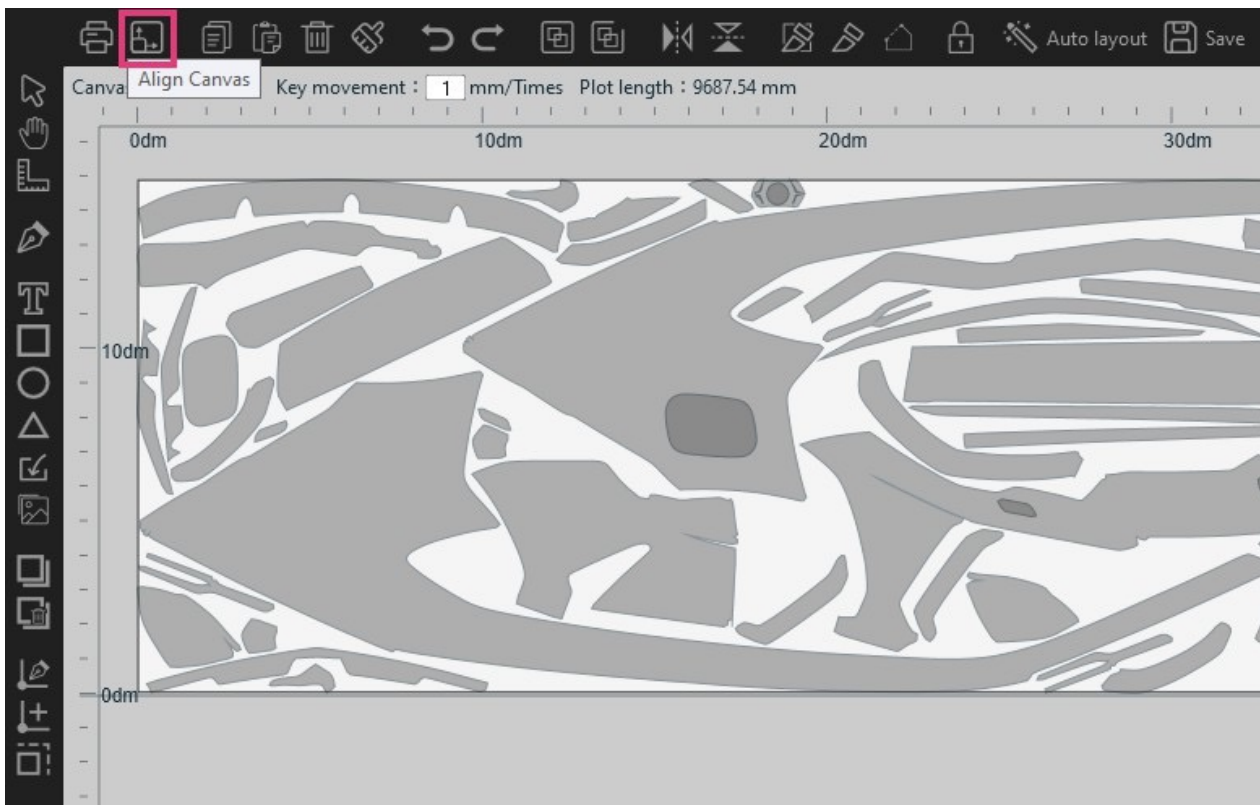 Auto layout Save
Align Canvas
Canva Key movement : 1 mm/Times Plot length : 9687.54 mm
0dm 10dm 20dm 30dm
10dm
0dm